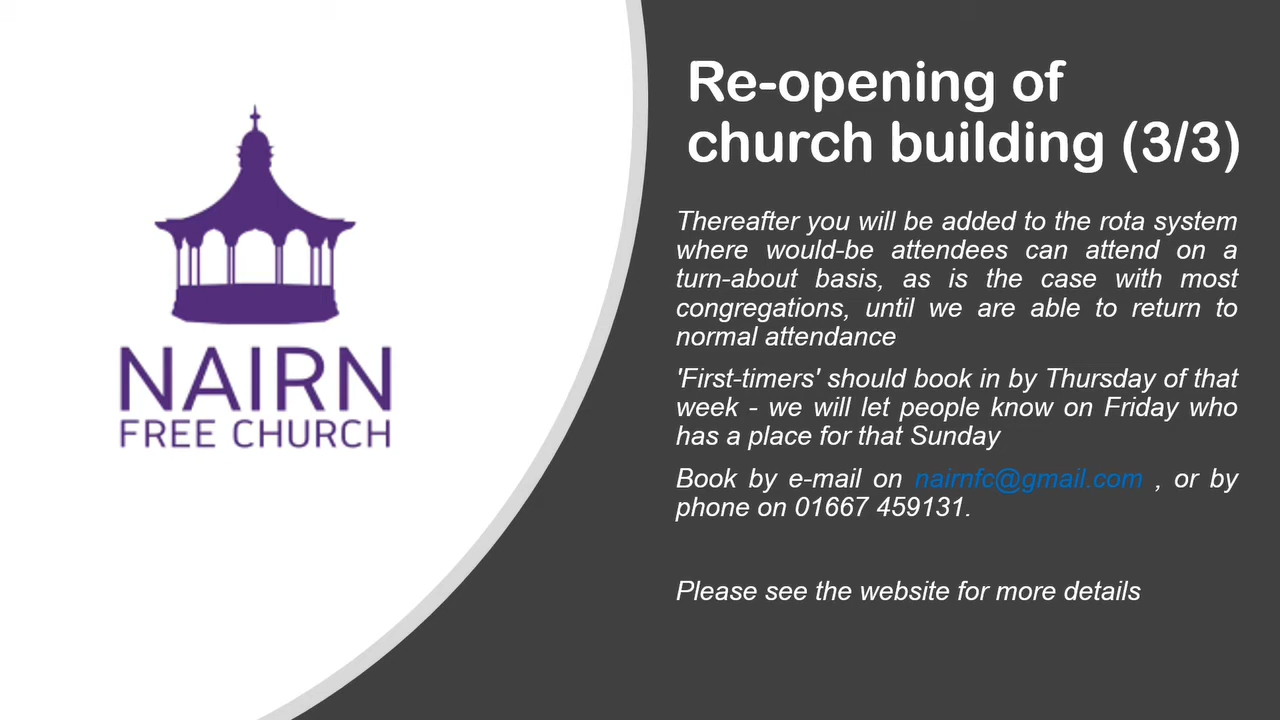 NAIRN
FREE CHURCH
Re-opening of
church building (3/3)
Thereafter you will be added to the rota system
where would-be attendees can attend on a
turn-about basis, as is the case with most
congregations, until we are able to return to
normal attendance
'First-timers' should book in by Thursday of that
week - we will let people know on Friday who
has a place for that Sunday
Book by e-mail on nairnfc@gmail.com , or by
phone on 01667 459131.
Please see the website for more details